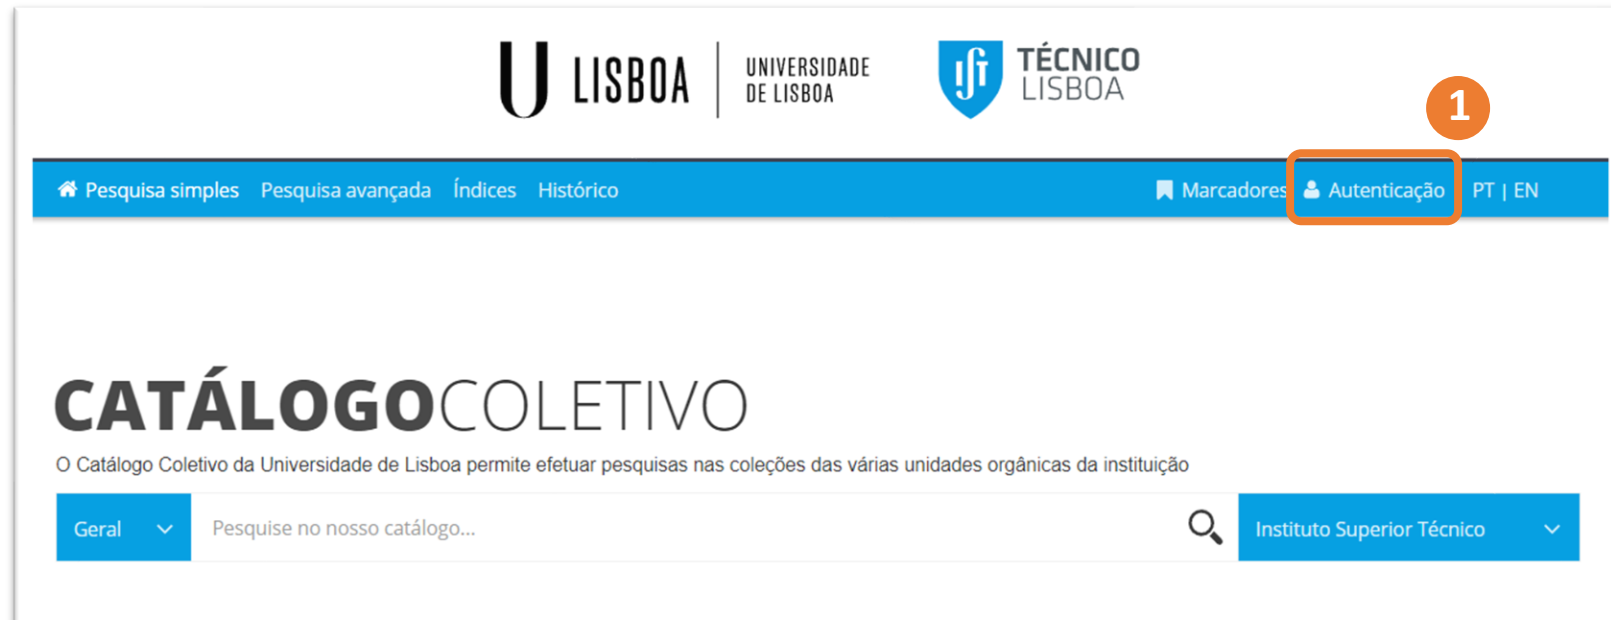 U LISBOA
UNIVERSIDADE
DE LISBOA
TÉCNICO
LISBOA
1
Pesquisa simples Pesquisa avançada Índices Histórico Marcadores Autenticação PT | EN
CATÁLOGOCOLETIVO
O Catálogo Coletivo da Universidade de Lisboa permite efetuar pesquisas nas coleções das várias unidades orgânicas da instituição
Geral Pesquise no nosso catálogo... Instituto Superior Técnico